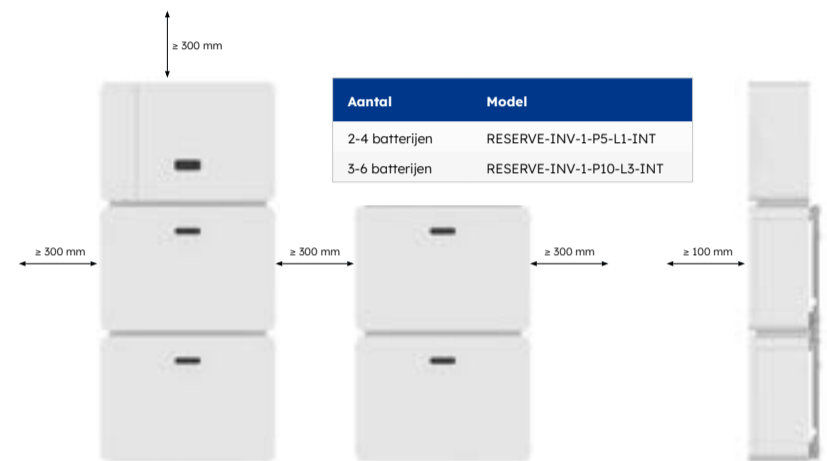 ≥ 300 mm
Aantal Model
2-4 batterijen RESERVE-INV-1-P5-L1-INT
3-6 batterijen RESERVE-INV-1-P10-L3-INT
≥ 300 mm ≥ 300 mm ≥ 300 mm ≥ 100 mm